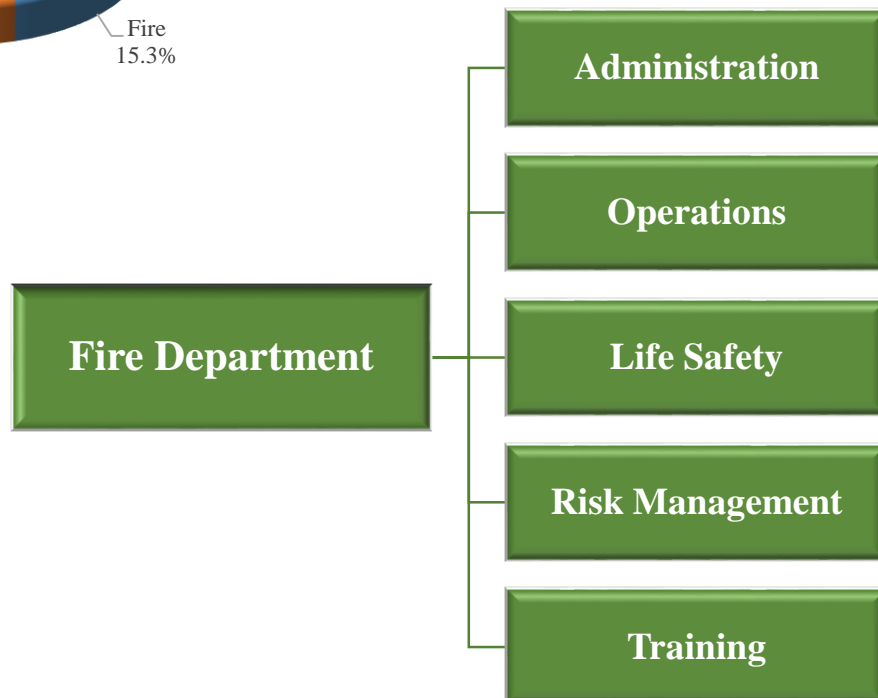 Fire
15.3%
Administration
Operations
Fire Department
Life Safety
Risk Management
Training